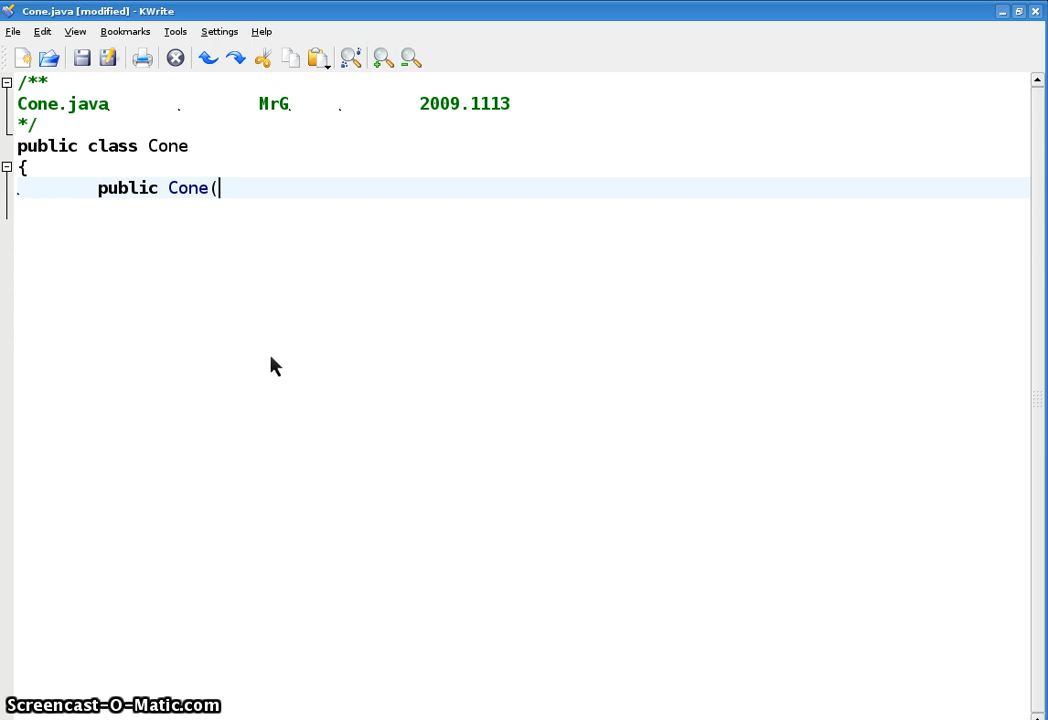 Cone.java [modified] - KWrite
File Edit View Bookmarks Tools Settings Help
/**
Cone.java MrG 2009.1113
*/
public class Cone
{
public Cone(
Screencast-O-Matic.com